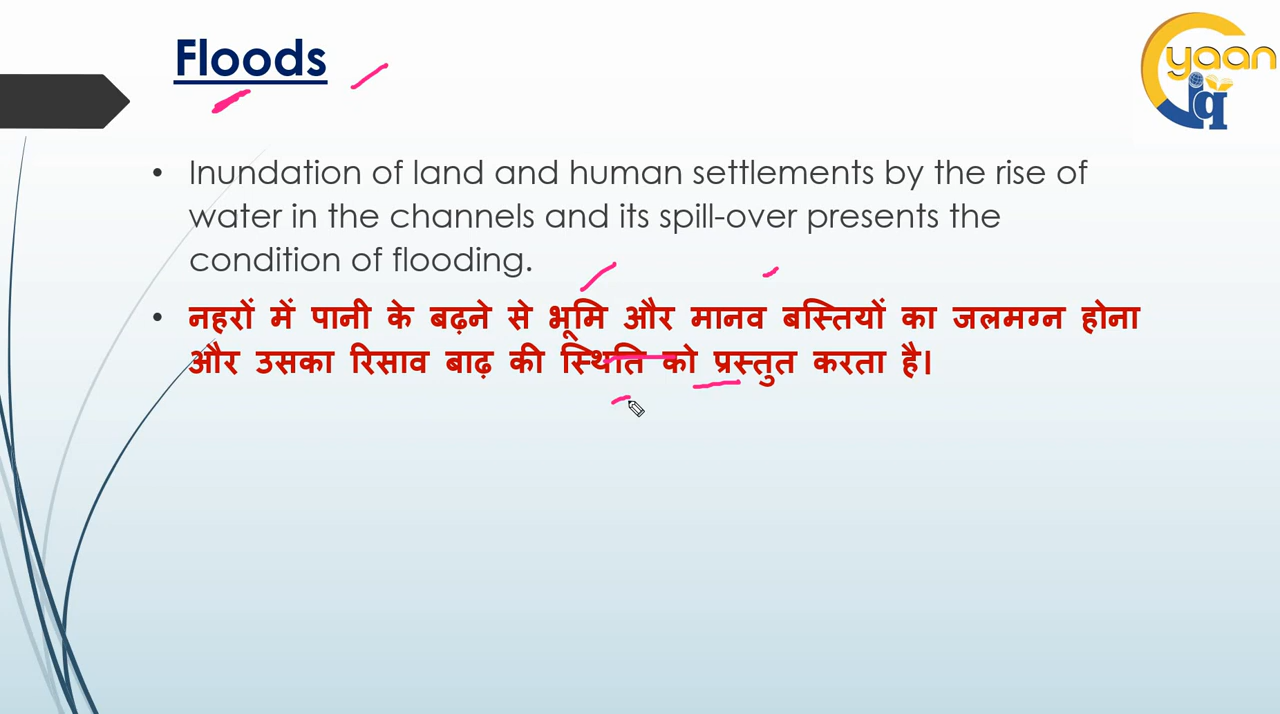 Floods
yaan
iq
• Inundation of land and human settlements by the rise of
water in the channels and its spill-over presents the
condition of flooding.
• नहरों में पानी के बढ़ने से भूमि और मानव बस्तियों का जलमग्न होना
और उसका रिसाव बाढ़ की स्थिति को प्रस्तुत करता है।